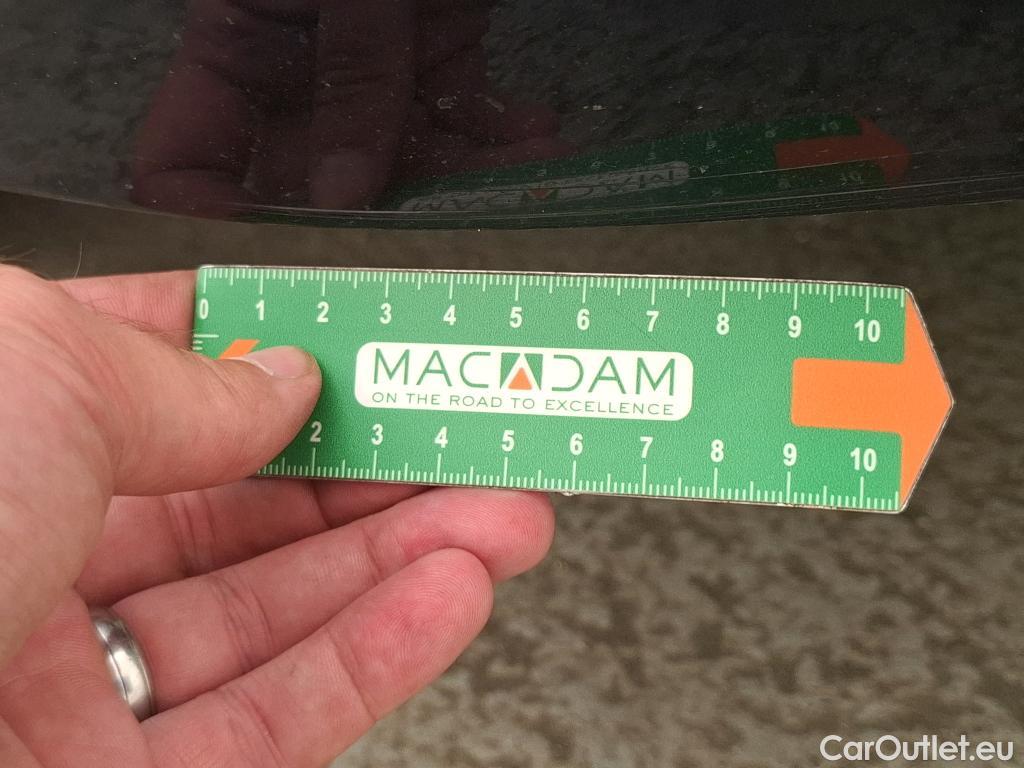 0 1 2 3 4 5 6 7 8 9 10
MACADAM
ON THE ROAD TO EXCELLENCE
2 3 4 5 6 7 8 9 10
CarOutlet.eu